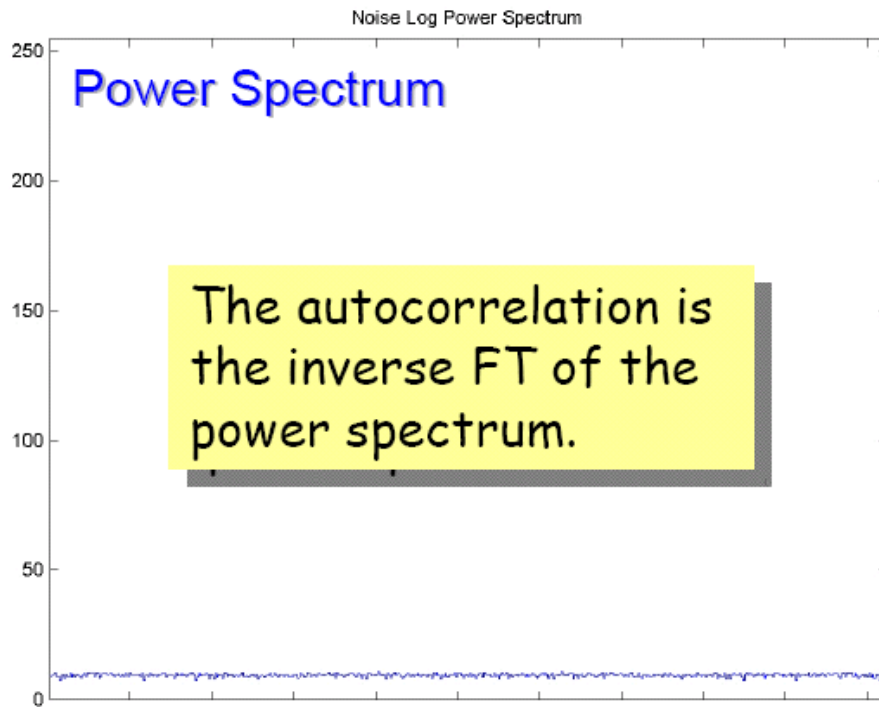 Noise Log Power Spectrum
250
Power Spectrum
200
The autocorrelation is
150
the inverse FT of the
power spectrum.
100
50
0